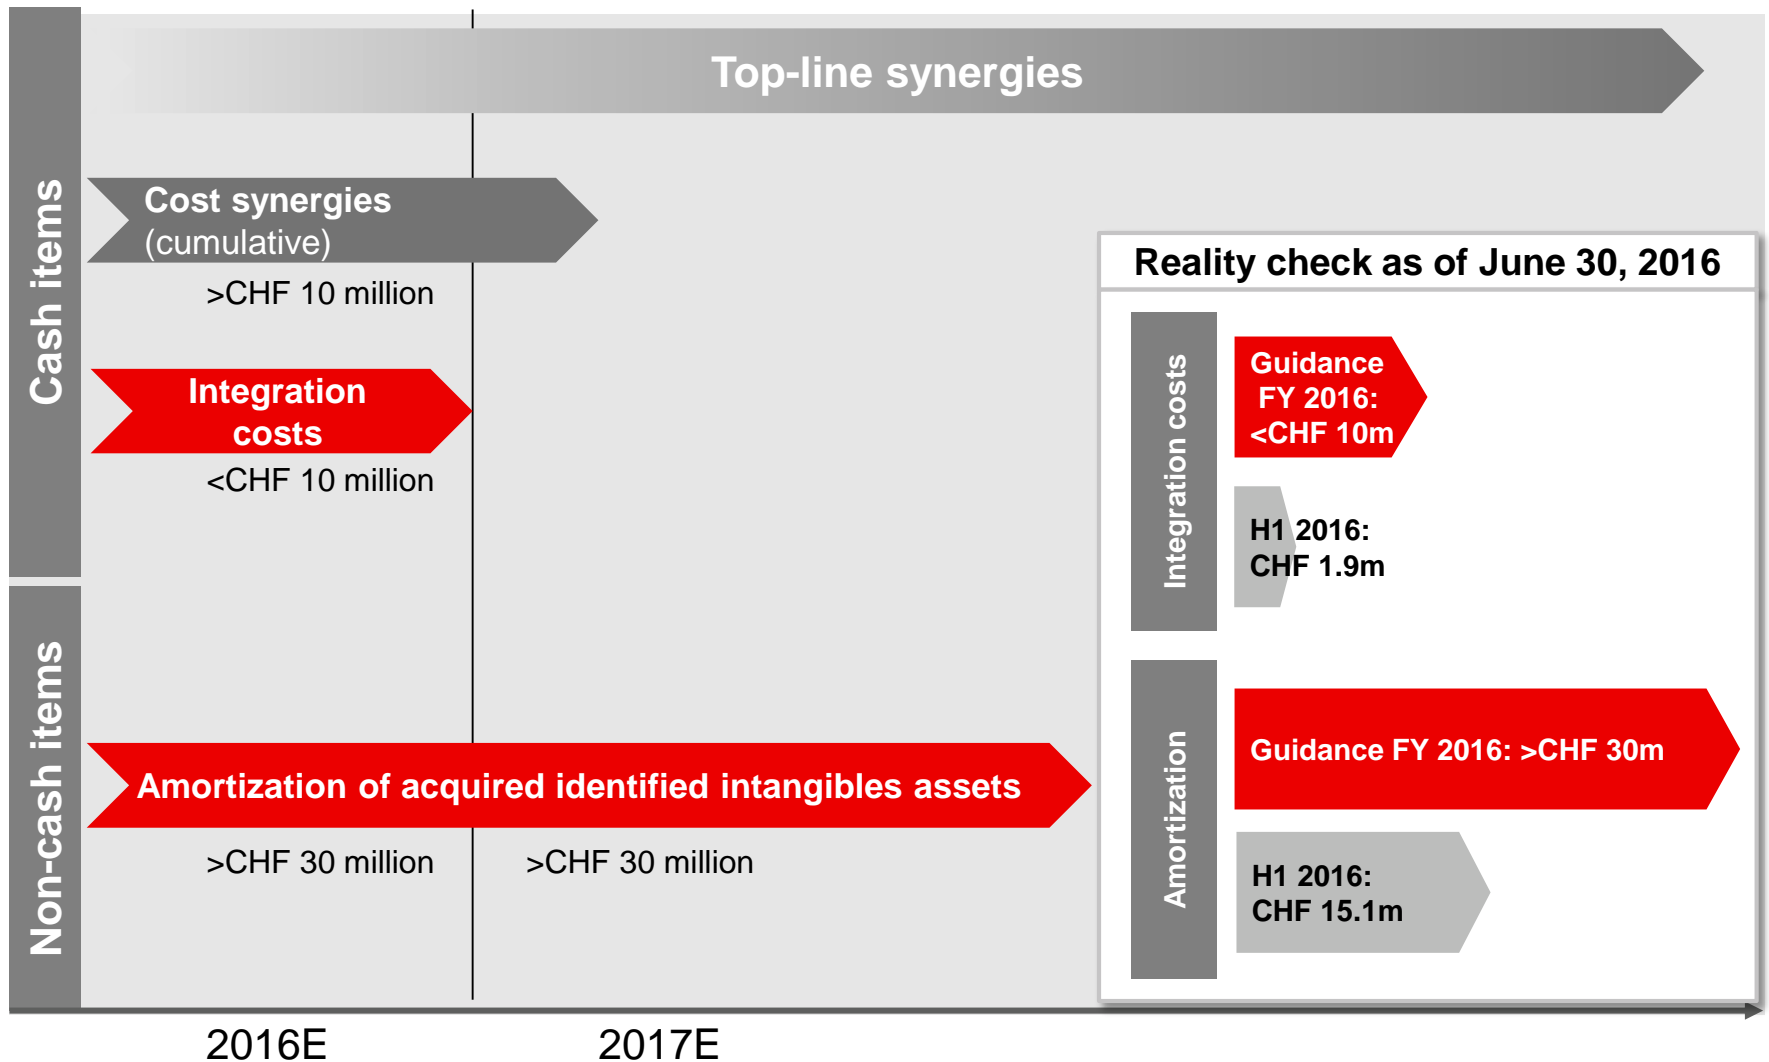 Top-line synergies
Cash items
Cost synergies
(cumulative)
>CHF 10 million
Integration
costs
<CHF 10 million
Non-cash items
Amortization of acquired identified intangibles assets
>CHF 30 million
>CHF 30 million
2016E
2017E
Reality check as of June 30, 2016
Integration costs
Guidance
FY 2016:
<CHF 10m
H1 2016:
CHF 1.9m
Amortization
Guidance FY 2016: >CHF 30m
H1 2016:
CHF 15.1m